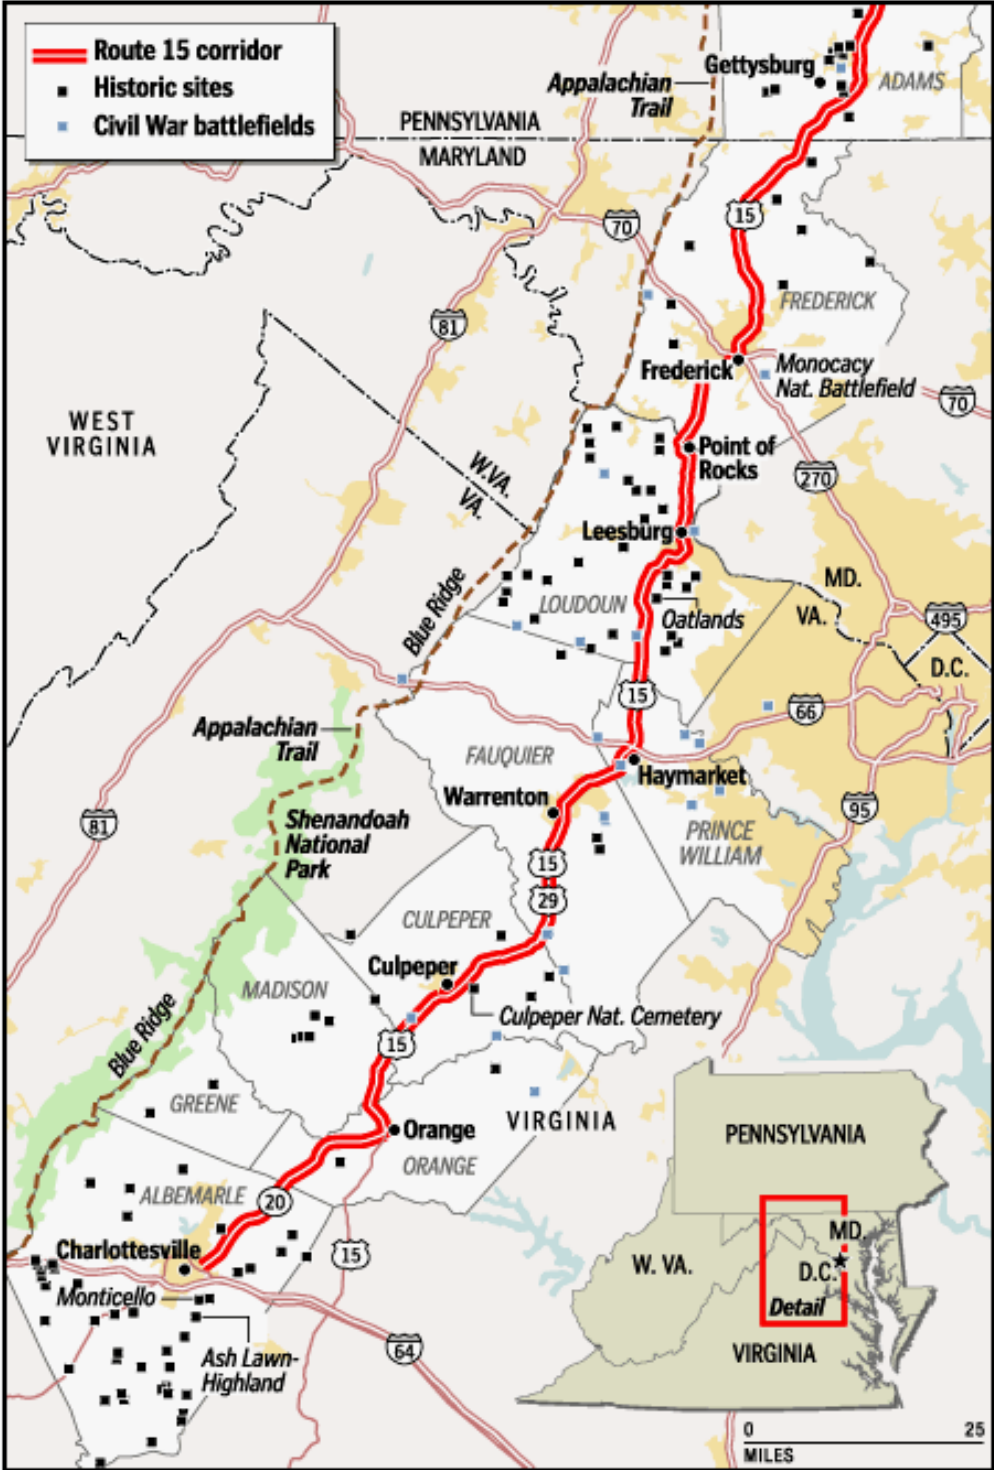 Route 15 corridor
Historic sites
Civil War battlefields
Gettysburg
ADAMS
Appalachian
Trail
PENNSYLVANIA
MARYLAND
15
70
81
FREDERICK
Frederick
Monocacy
Nat. Battlefield
70
WEST
VIRGINIA
Point of
Rocks
W.VA.
VA.
270
Leesburg
MD.
VA.
LOUDOUN
Oatlands
495
D.C.
Blue Ridge
15
66
Appalachian
Trail
FAUQUIER
Haymarket
Warrenton
95
81
Shenandoah
National
Park
PRINCE
WILLIAM
15
29
CULPEPER
Culpeper
MADISON
Culpeper Nat. Cemetery
Blue Ridge
15
GREENE
VIRGINIA
Orange
ORANGE
ALBEMARLE
20
Charlottesville
15
Monticello
64
Ash Lawn-
Highland
PENNSYLVANIA
MD.
W. VA.
D.C.
Detail
VIRGINIA
0 25
MILES